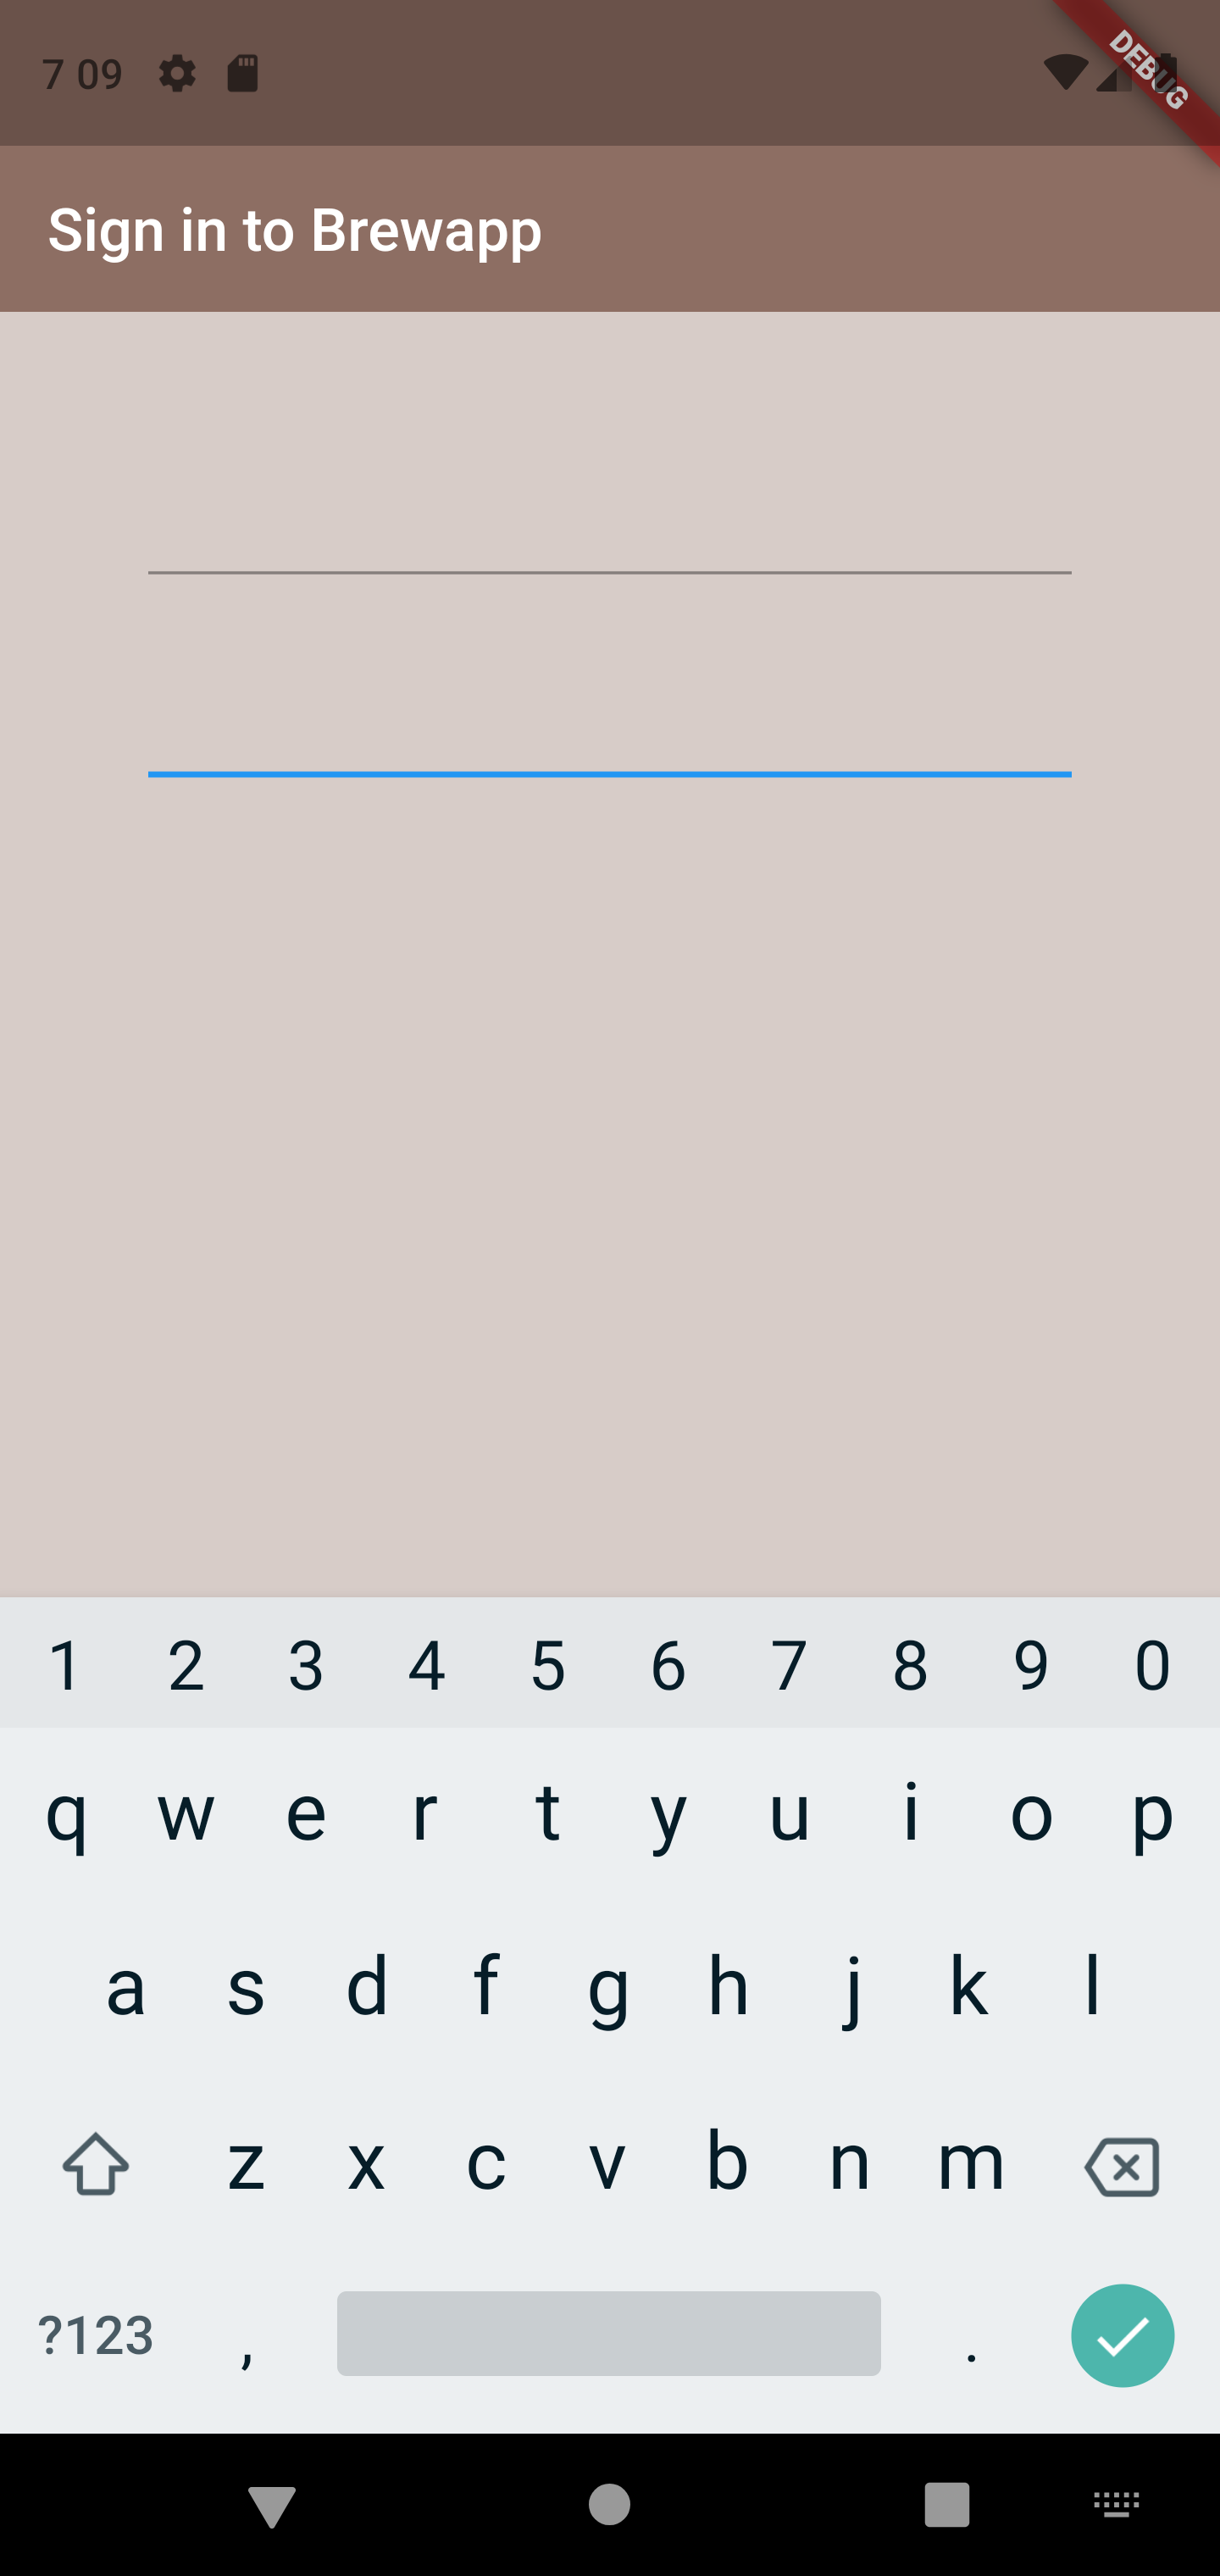 7 09
DEBUG
Sign in to Brewapp
1 2 3 4 5 6 7 8 9 0
q w e r t y u i o p
a s d f g h j k l
z x c v b n m
?123 , .